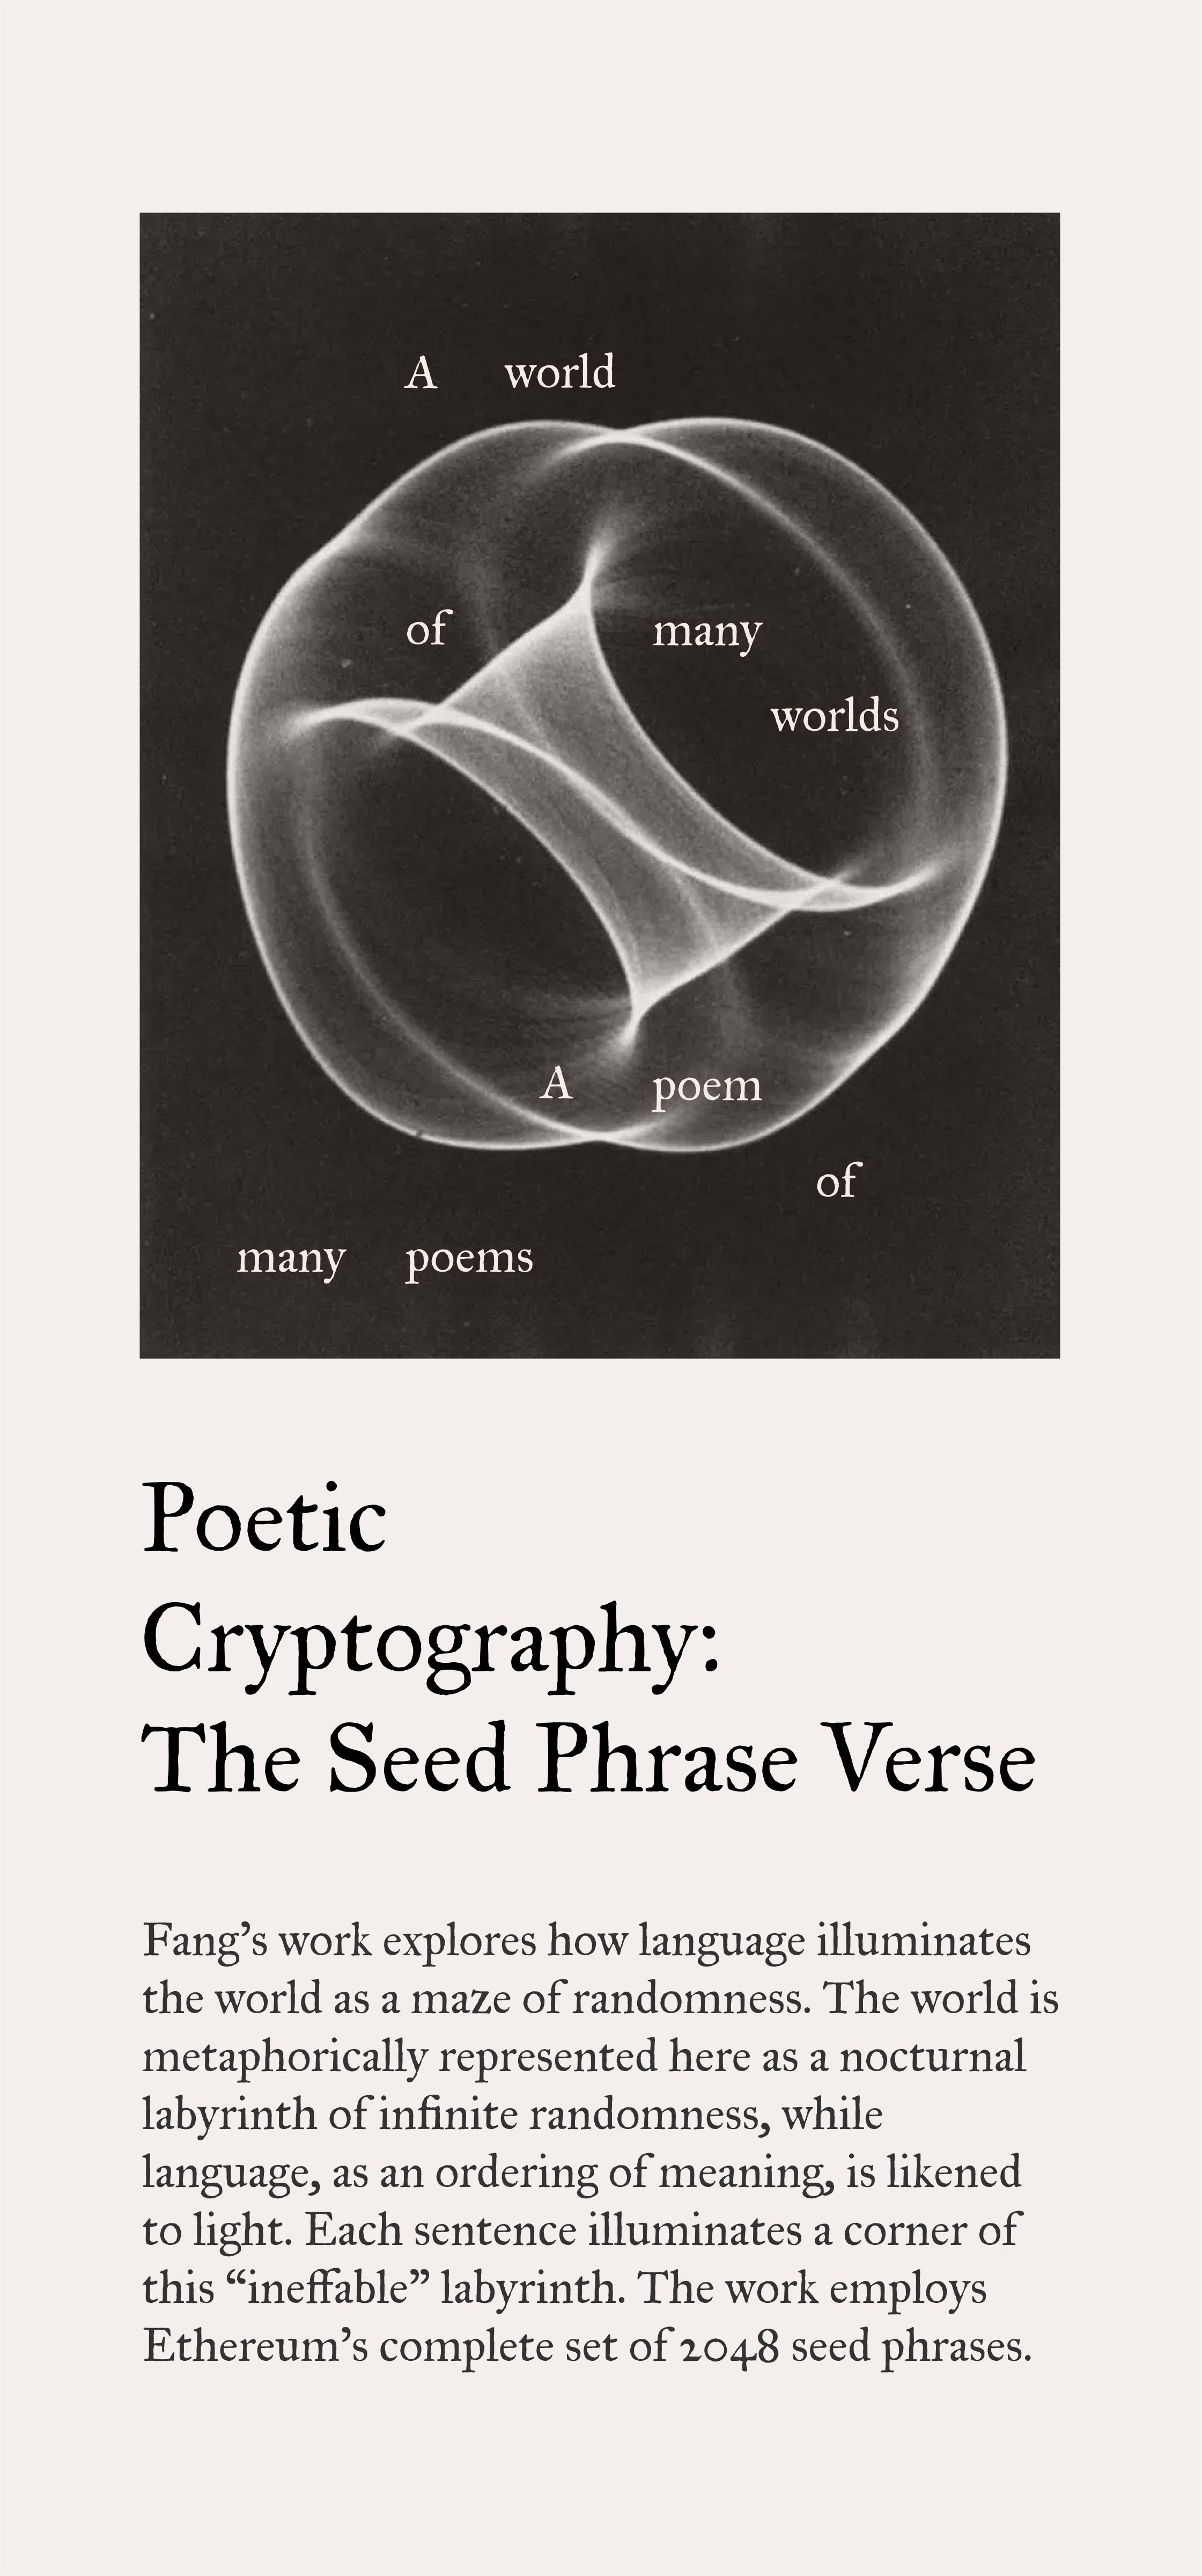 A world
of many
worlds
A poem
of
many poems
Poetic
Cryptography:
The Seed Phrase Verse
Fang’s work explores how language illuminates
the world as a maze of randomness. The world is
metaphorically represented here as a nocturnal
labyrinth of infinite randomness, while
language, as an ordering of meaning, is likened
to light. Each sentence illuminates a corner of
this “ineffable” labyrinth. The work employs
Ethereum’s complete set of 2048 seed phrases.